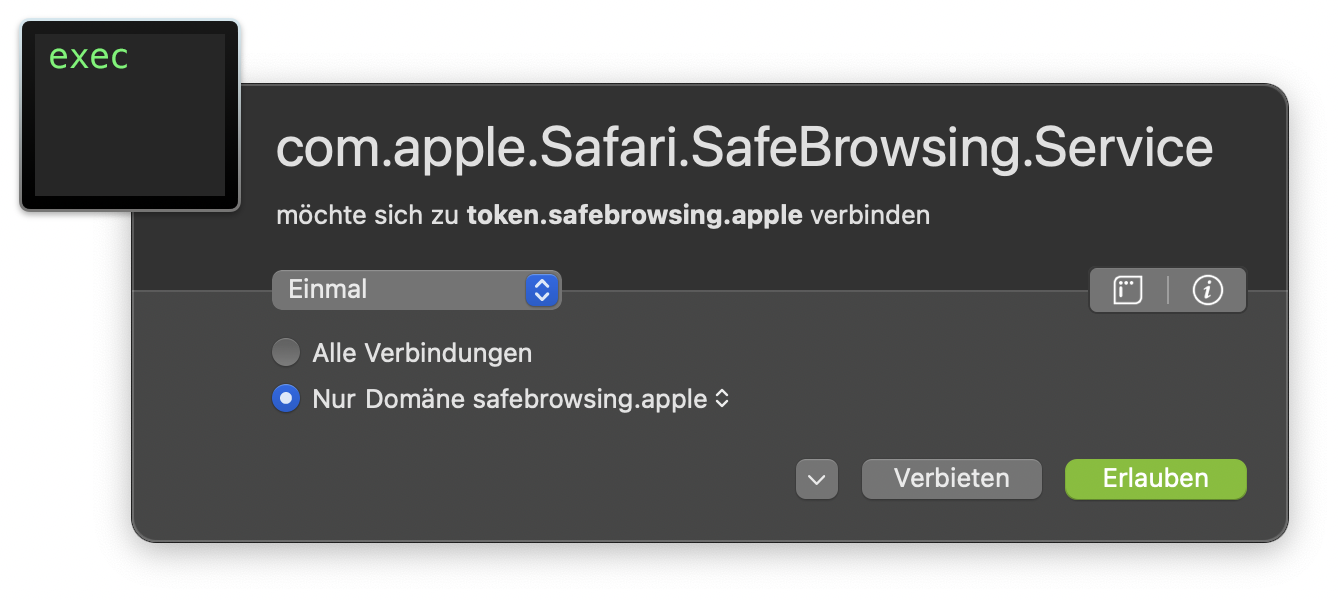 exec
com.apple.Safari.SafeBrowsing.Service
möchte sich zu token.safebrowsing.apple verbinden
Einmal
Alle Verbindungen
Nur Domäne safebrowsing.apple
Verbieten
Erlauben